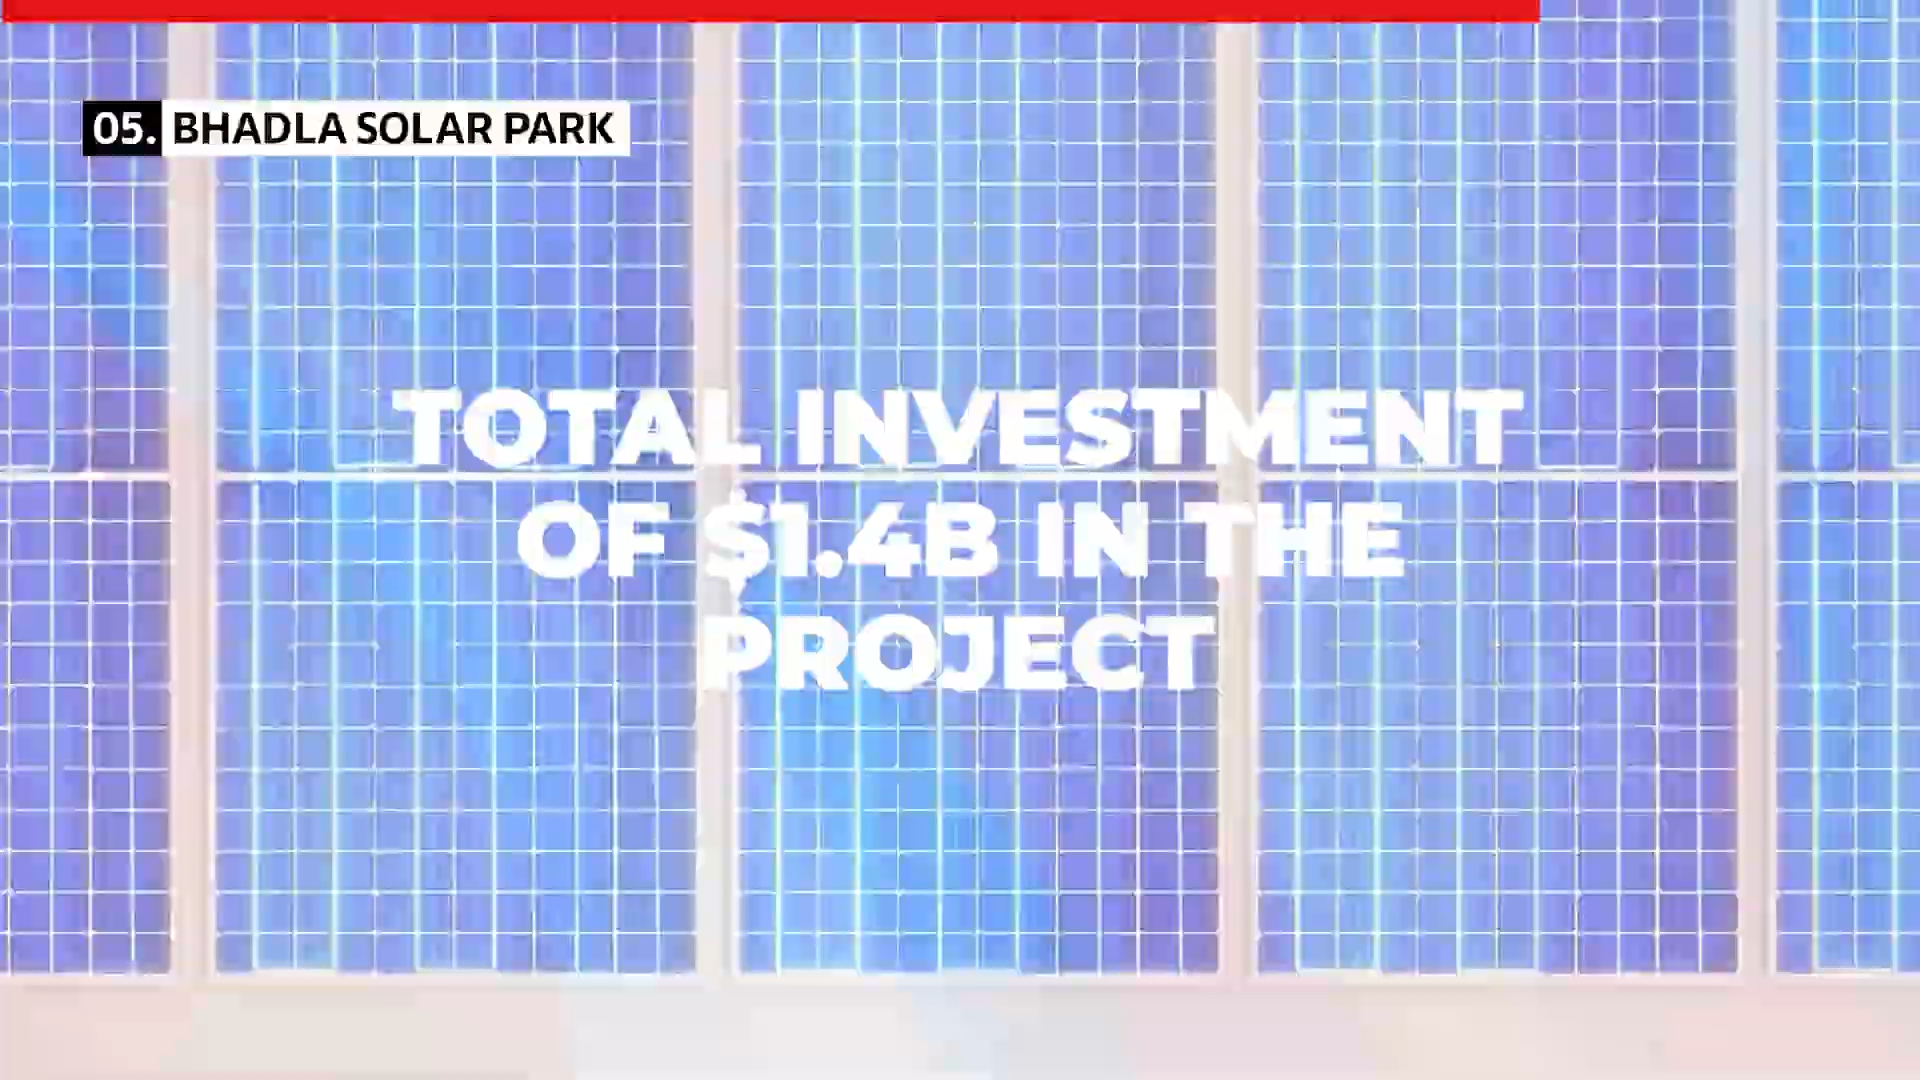 05. BHADLA SOLAR PARK
TOTAL INVESTMENT
OF $1.4B IN THE
PROJECT